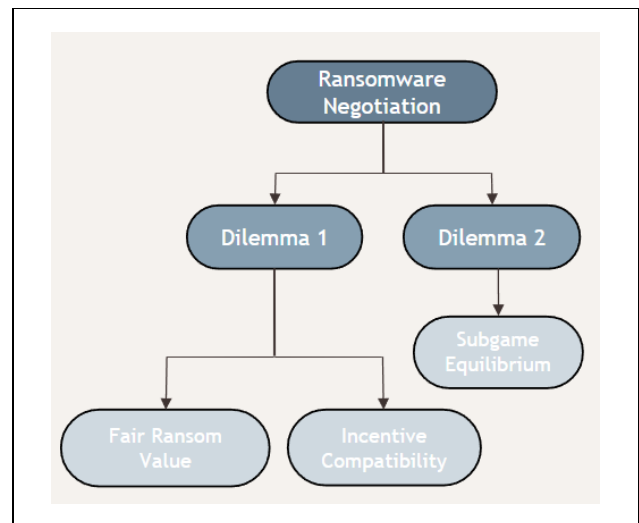 Ransomware
Negotiation
Dilemma 1
Dilemma 2
Subgame
Equilibrium
Fair Ransom
Value
Incentive
Compatibility